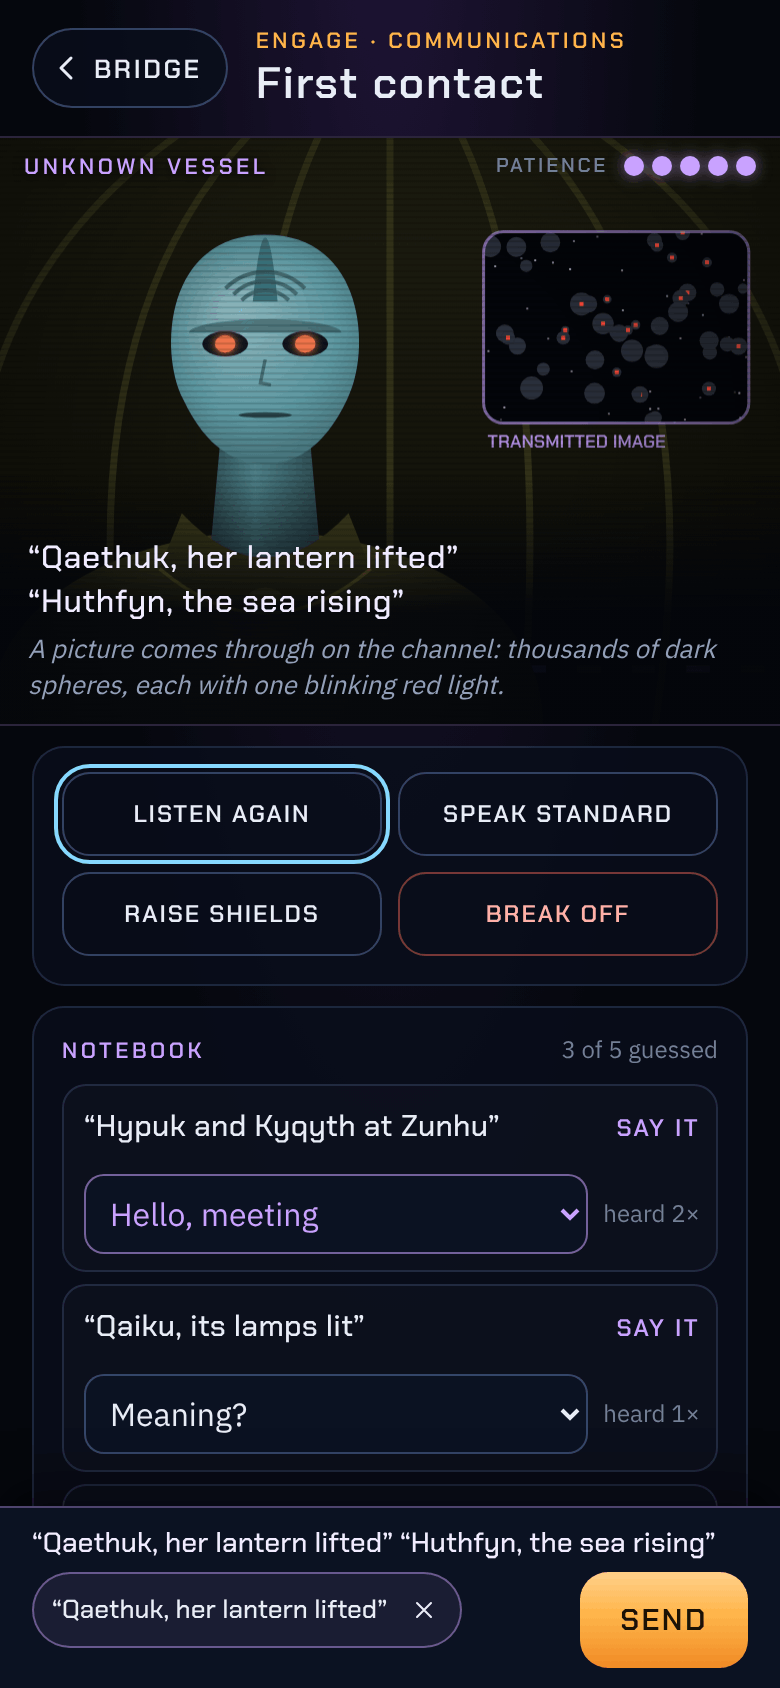 BRIDGE
ENGAGE · COMMUNICATIONS
First contact
UNKNOWN VESSEL
PATIENCE
TRANSMITTED IMAGE
“Qaethuk, her lantern lifted”
“Huthfyn, the sea rising”
A picture comes through on the channel: thousands of dark
spheres, each with one blinking red light.
LISTEN AGAIN
SPEAK STANDARD
RAISE SHIELDS
BREAK OFF
NOTEBOOK
3 of 5 guessed
“Hypuk and Kyqyth at Zunhu”
SAY IT
Hello, meeting
heard 2×
“Qaiku, its lamps lit”
SAY IT
Meaning?
heard 1×
“Qaethuk, her lantern lifted” “Huthfyn, the sea rising”
“Qaethuk, her lantern lifted” ×
SEND